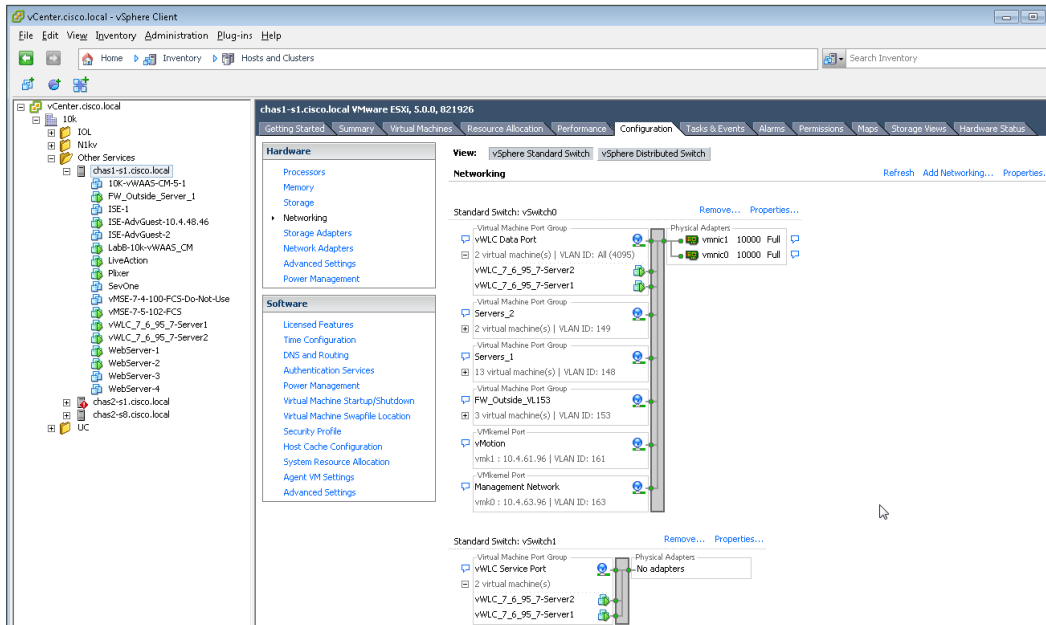 vCenter.cisco.local - vSphere Client
File Edit View Inventory Administration Plug-ins Help
Home Inventory Hosts and Clusters
Search Inventory
vCenter.cisco.local
10k
IOL
N1kv
Other Services
chas1-s1.cisco.local
10K-vWAAS-CM-5-1
FW_Outside_Server_1
ISE-1
ISE-AdvGuest-10.4.48.46
ISE-AdvGuest-2
LabB-10k-vWAAS_CM
LiveAction
Plixer
SevOne
vMSE-7-4-100-FCS-Do-Not-Use
vMSE-7-5-102-FCS
vWLC_7_6_95_7-Server1
vWLC_7_6_95_7-Server2
WebServer-1
WebServer-2
WebServer-3
WebServer-4
chas2-s1.cisco.local
chas2-s8.cisco.local
UC
chas1-s1.cisco.local VMware ESXi, 5.0.0, 821926
Getting Started Summary Virtual Machines Resource Allocation Performance Configuration Tasks & Events Alarms Permissions Maps Storage Views Hardware Status
Hardware
Processors
Memory
Storage
Networking
Storage Adapters
Network Adapters
Advanced Settings
Power Management
Software
Licensed Features
Time Configuration
DNS and Routing
Authentication Services
Power Management
Virtual Machine Startup/Shutdown
Virtual Machine Swapfile Location
Security Profile
Host Cache Configuration
System Resource Allocation
Agent VM Settings
Advanced Settings
View: vSphere Standard Switch vSphere Distributed Switch
Networking Refresh Add Networking... Properties...
Standard Switch: vSwitch0 Remove... Properties...
Virtual Machine Port Group Physical Adapters
vWLC Data Port vmnic1 10000 Full
2 virtual machine(s) | VLAN ID: All (4095) vmnic0 10000 Full
vWLC_7_6_95_7-Server2
vWLC_7_6_95_7-Server1
Virtual Machine Port Group
Servers_2
2 virtual machine(s) | VLAN ID: 149
Virtual Machine Port Group
Servers_1
13 virtual machine(s) | VLAN ID: 148
Virtual Machine Port Group
FW_Outside_VL153
3 virtual machine(s) | VLAN ID: 153
VMkernel Port
vMotion
vmk1 : 10.4.61.96 | VLAN ID: 161
VMkernel Port
Management Network
vmk0 : 10.4.63.96 | VLAN ID: 163
Standard Switch: vSwitch1 Remove... Properties...
Virtual Machine Port Group Physical Adapters
vWLC Service Port No adapters
2 virtual machine(s)
vWLC_7_6_95_7-Server2
vWLC_7_6_95_7-Server1